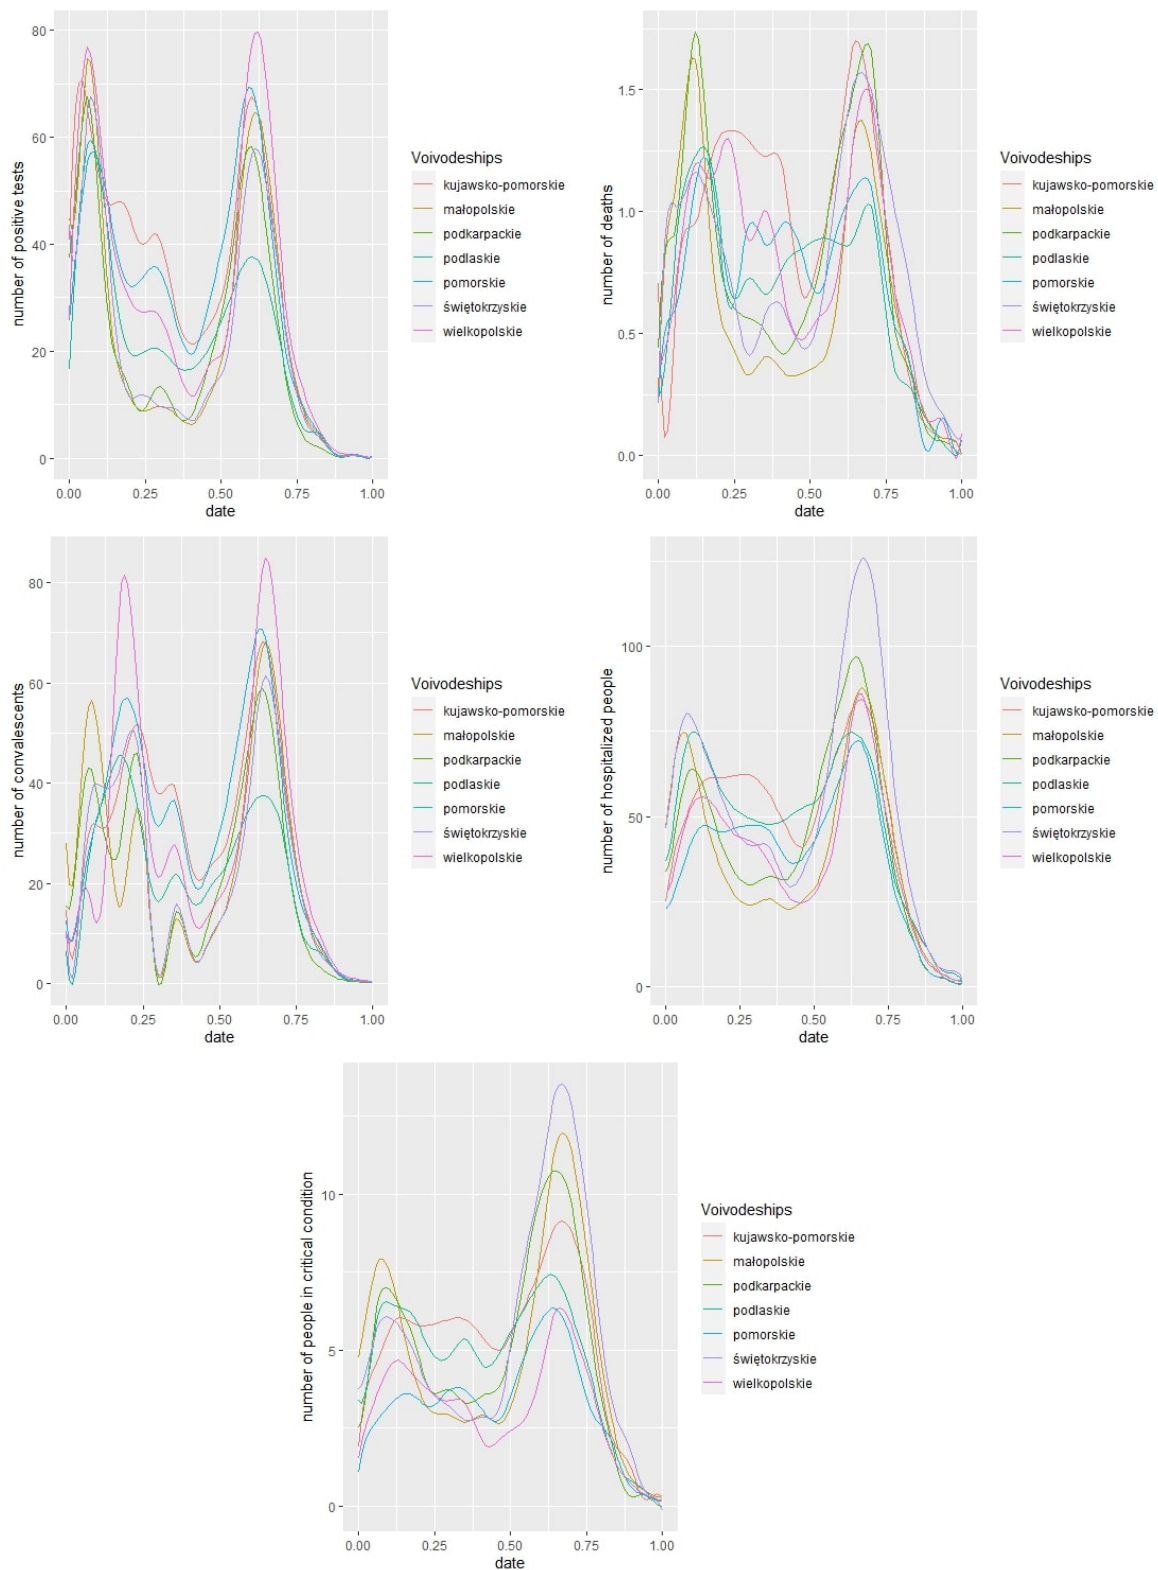 number of positive tests
80
60
40
20
0
0.00 0.25 0.50 0.75 1.00
date
Voivodeships
kujawsko-pomorskie
małopolskie
podkarpackie
podlaskie
pomorskie
świętokrzyskie
wielkopolskie
number of deaths
1.5
1.0
0.5
0.0
0.00 0.25 0.50 0.75 1.00
date
Voivodeships
kujawsko-pomorskie
małopolskie
podkarpackie
podlaskie
pomorskie
świętokrzyskie
wielkopolskie
number of convalescents
80
60
40
20
0
0.00 0.25 0.50 0.75 1.00
date
Voivodeships
kujawsko-pomorskie
małopolskie
podkarpackie
podlaskie
pomorskie
świętokrzyskie
wielkopolskie
number of hospitalized people
100
50
0
0.00 0.25 0.50 0.75 1.00
date
Voivodeships
kujawsko-pomorskie
małopolskie
podkarpackie
podlaskie
pomorskie
świętokrzyskie
wielkopolskie
number of people in critical condition
10
5
0
0.00 0.25 0.50 0.75 1.00
date
Voivodeships
kujawsko-pomorskie
małopolskie
podkarpackie
podlaskie
pomorskie
świętokrzyskie
wielkopolskie